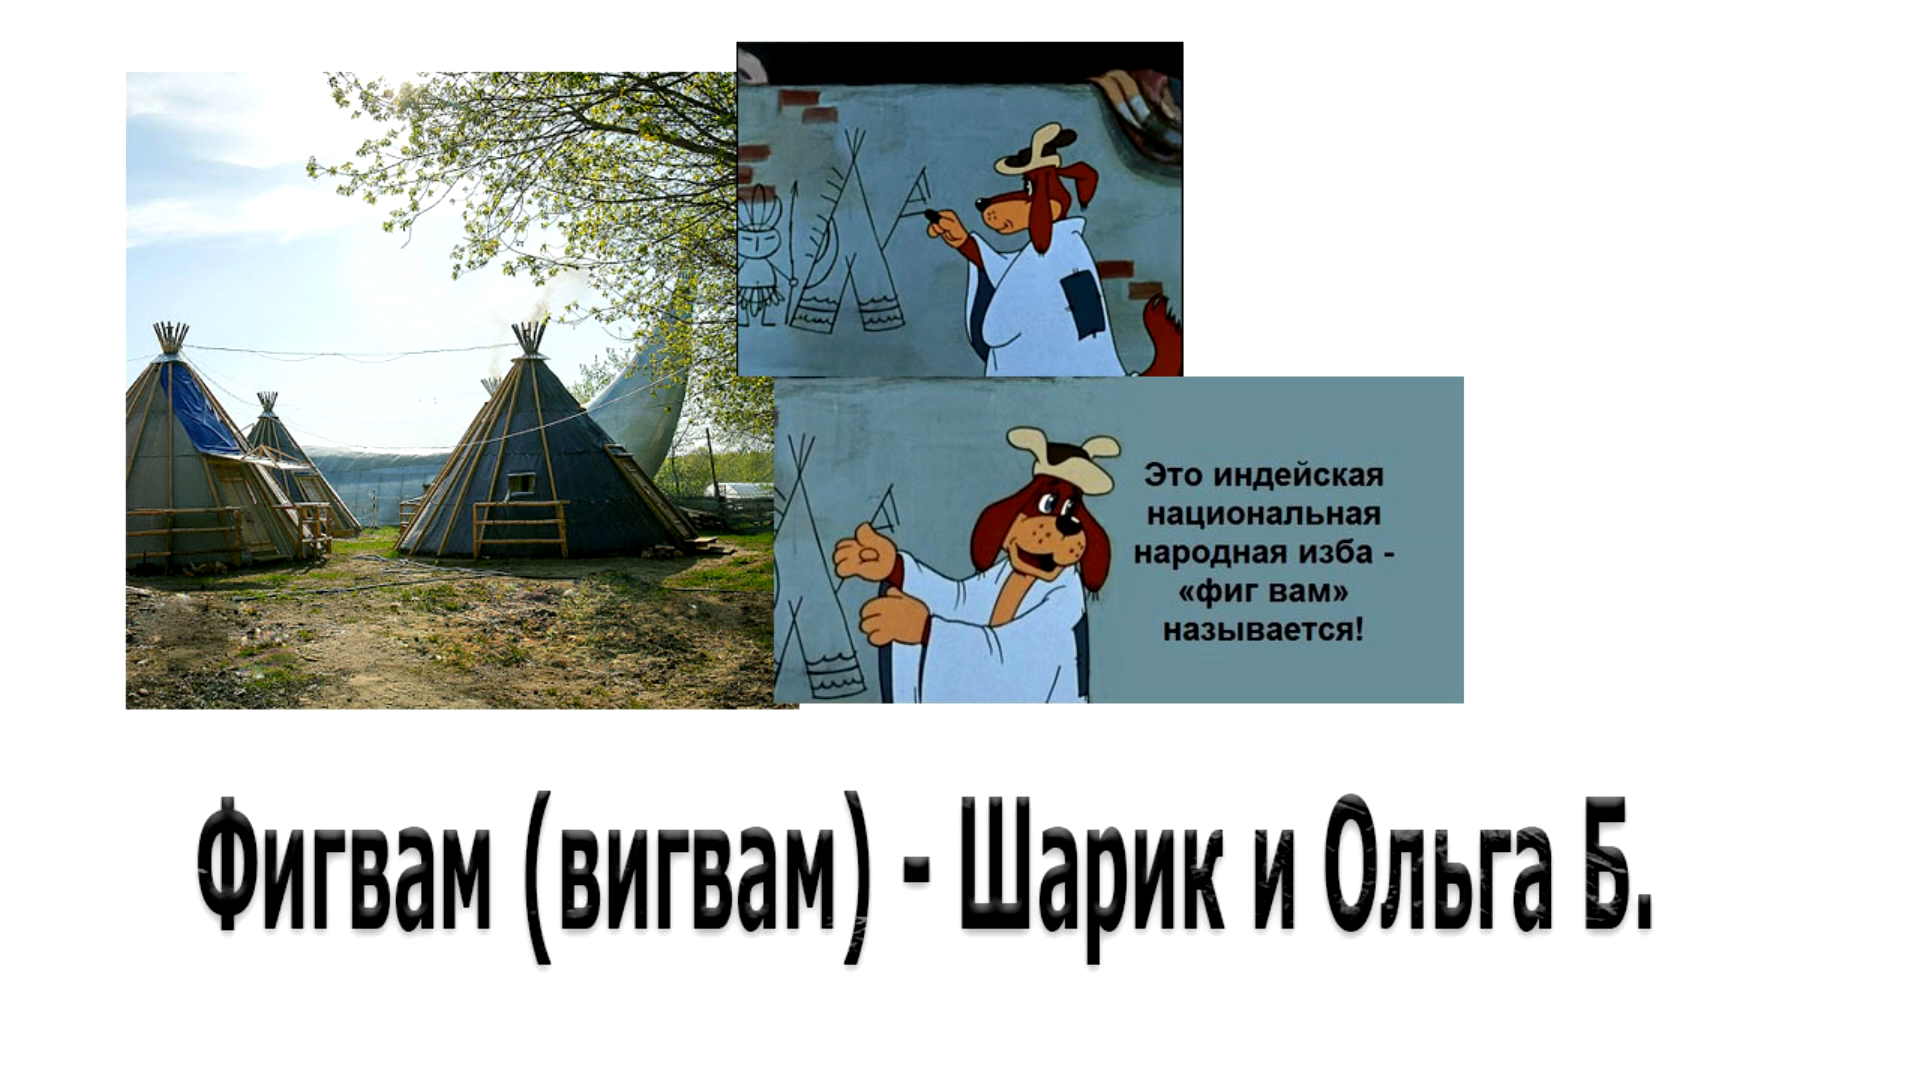 Это индейская
национальная
народная изба -
«фиг вам»
называется!
Фигвам (вигвам) - Шарик и Ольга Б.